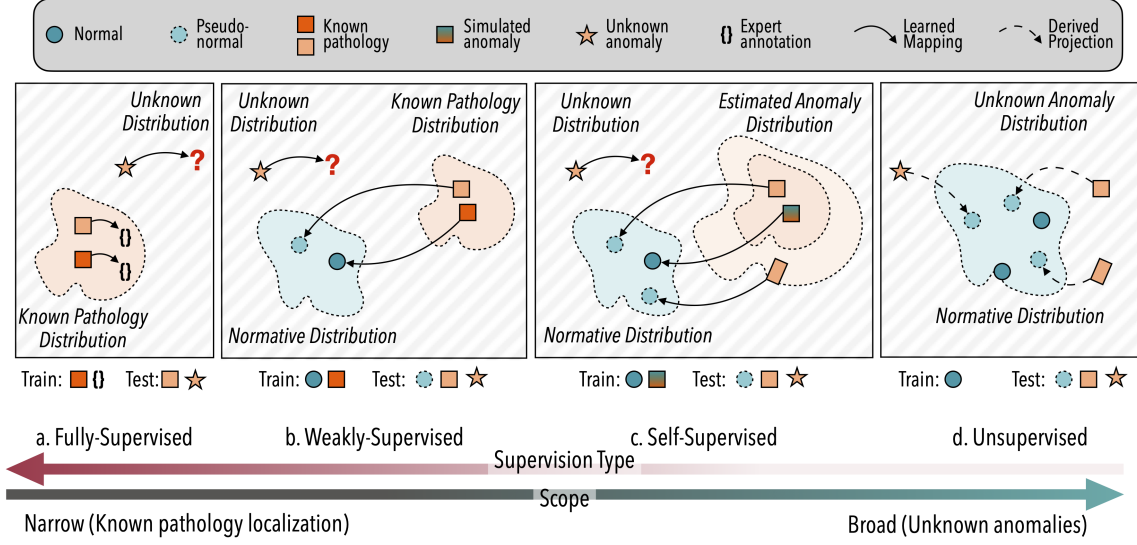 Normal
Pseudo-
normal
Known
pathology
Simulated
anomaly
Unknown
anomaly
{}
Expert
annotation
Learned
Mapping
Derived
Projection
Unknown
Distribution
?
{}
{}
Known Pathology
Distribution
Unknown
Distribution
?
Known Pathology
Distribution
Normative Distribution
Unknown
Distribution
?
Estimated Anomaly
Distribution
Normative Distribution
Unknown Anomaly
Distribution
Normative Distribution
Train: {} Test:
Train: Test:
Train: Test:
Train: Test:
a. Fully-Supervised
b. Weakly-Supervised
c. Self-Supervised
d. Unsupervised
Supervision Type
Scope
Narrow (Known pathology localization)
Broad (Unknown anomalies)